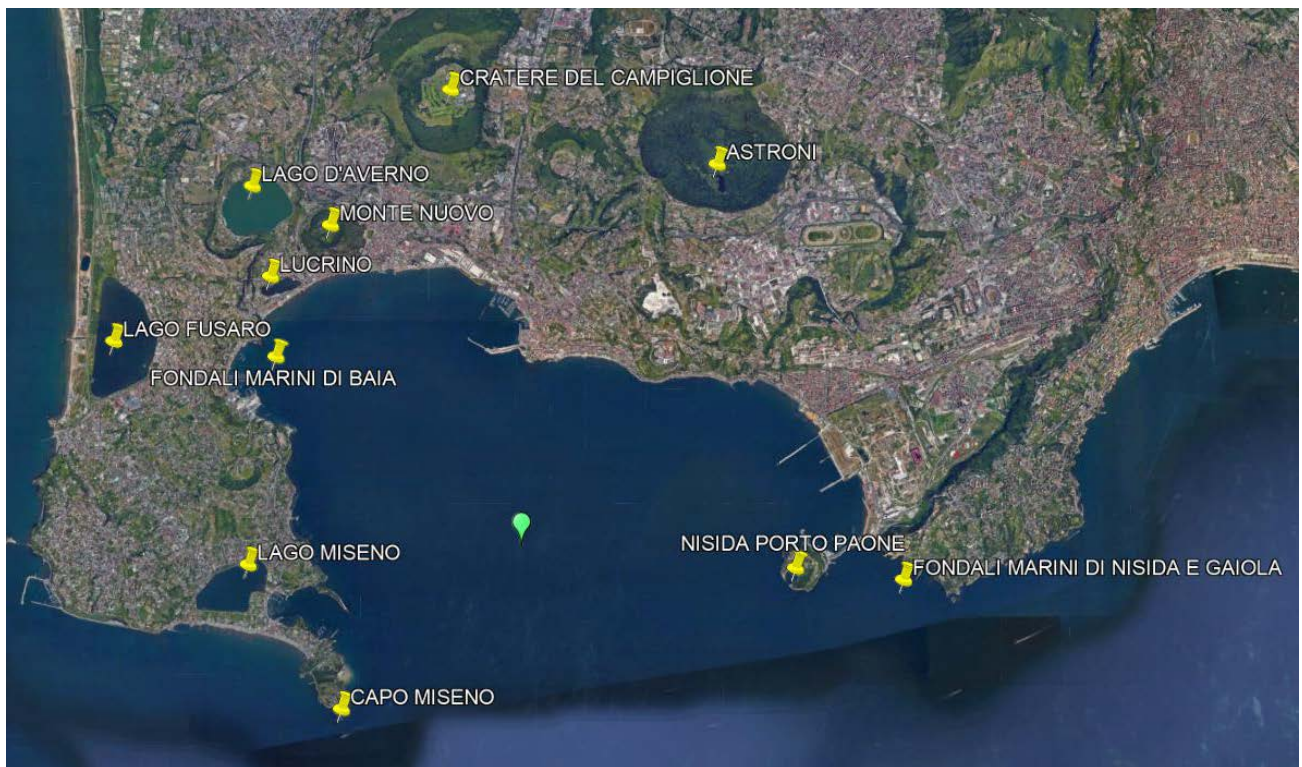 CRATERE DEL CAMPIGLIONE
ASTRONI
LAGO D'AVERNO
MONTE NUOVO
LUCRINO
LAGO FUSARO
FONDALI MARINI DI BAIA
NISIDA PORTO PAONE
LAGO MISENO
FONDALI MARINI DI NISIDA E GAIOLA
CAPO MISENO